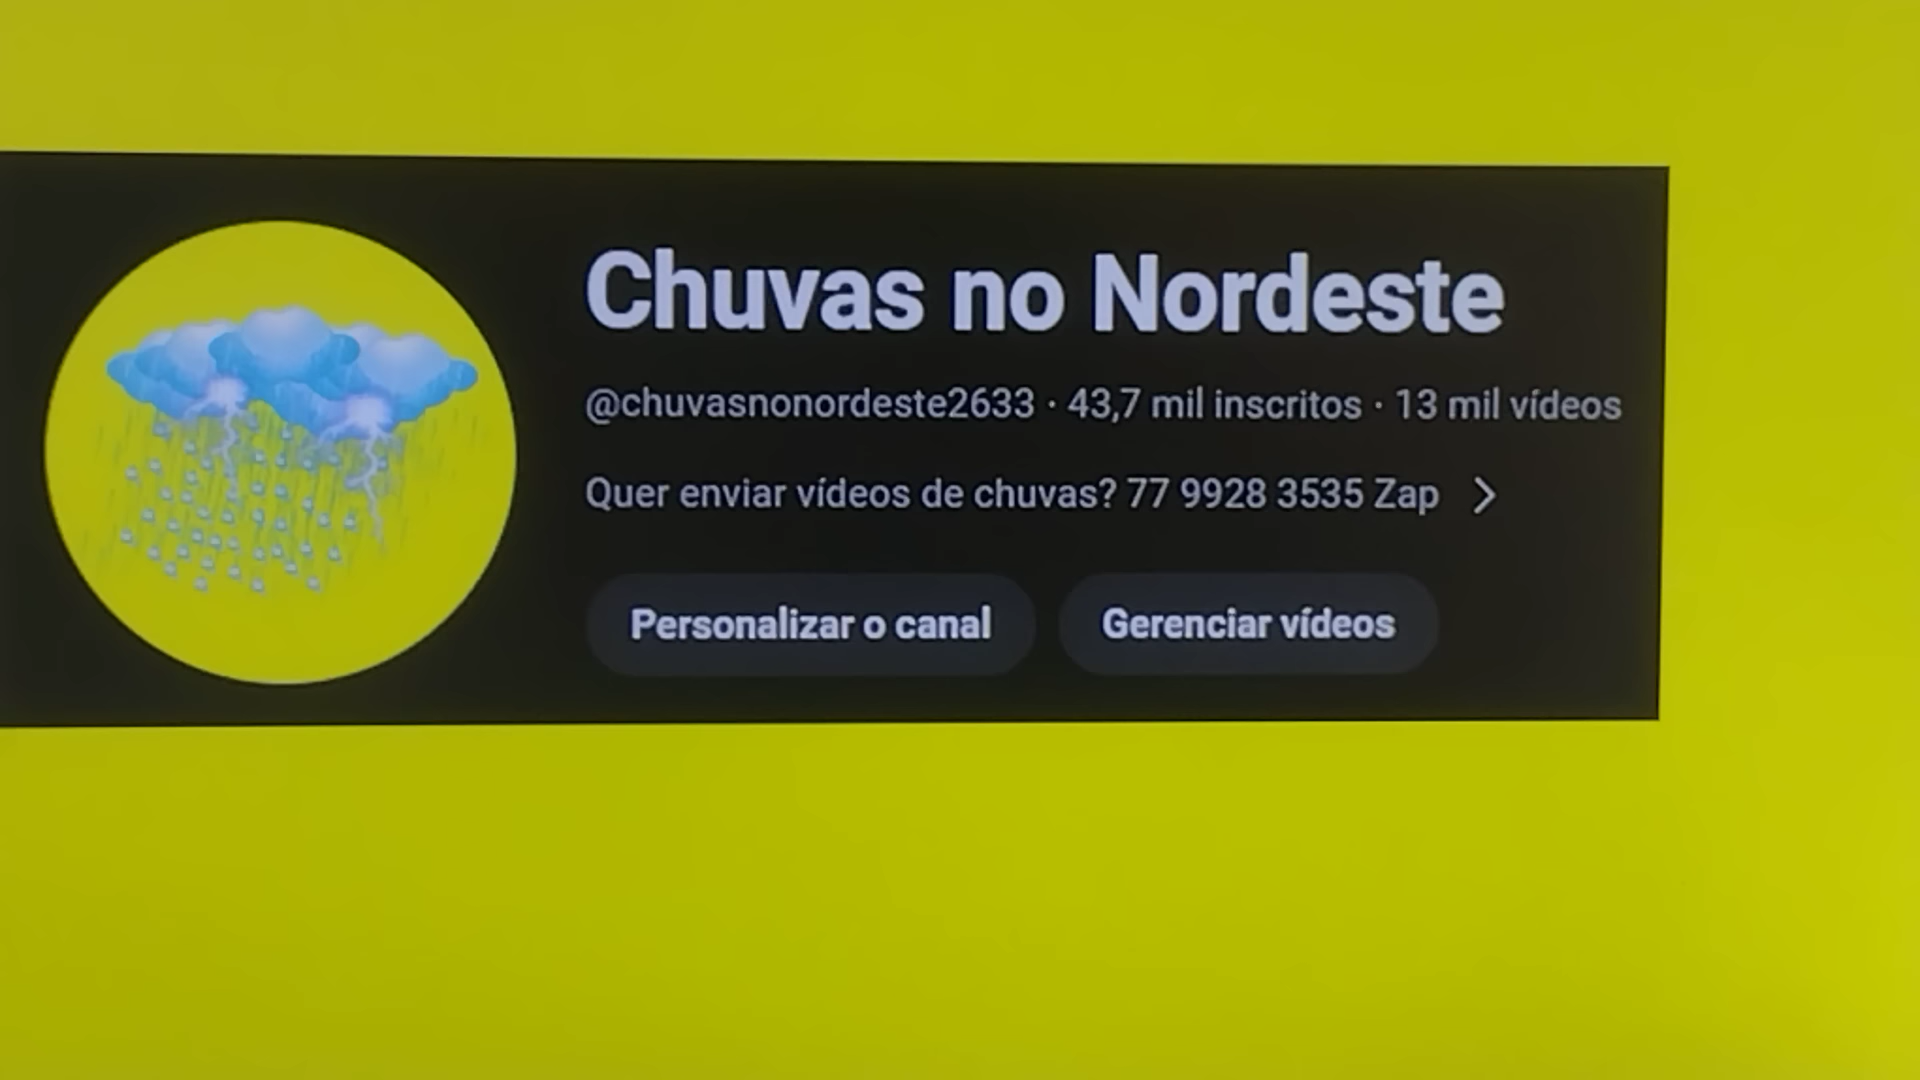 Chuvas no Nordeste
@chuvasnonordeste2633 · 43,7 mil inscritos · 13 mil vídeos
Quer enviar vídeos de chuvas? 77 9928 3535 Zap
Personalizar o canal
Gerenciar vídeos